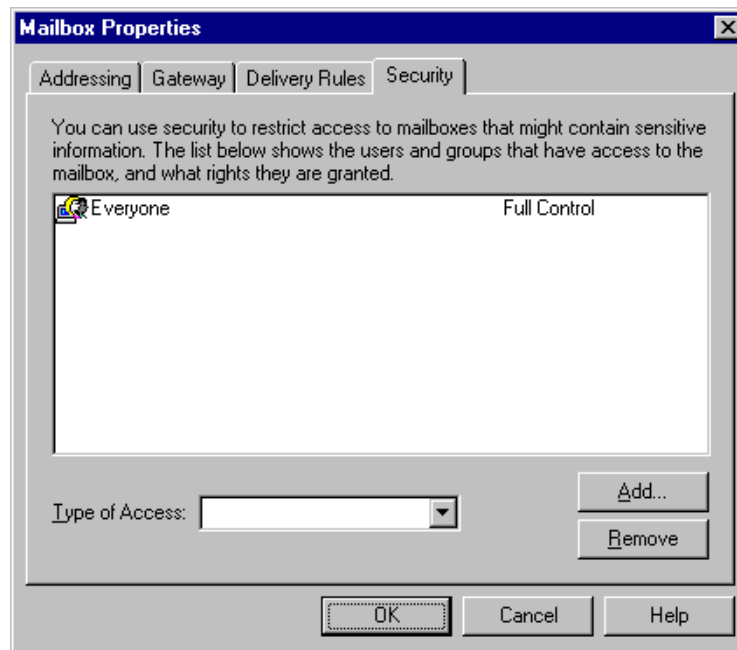 Mailbox Properties
Addressing Gateway Delivery Rules Security
You can use security to restrict access to mailboxes that might contain sensitive
information. The list below shows the users and groups that have access to the
mailbox, and what rights they are granted.
Everyone Full Control
Add...
Type of Access:
Remove
OK Cancel Help